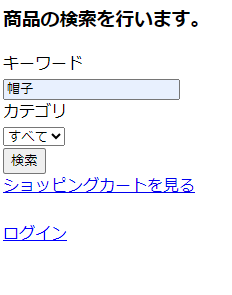 商品の検索を行います。
キーワード
帽子
カテゴリ
すべて
検索
ショッピングカートを見る
ログイン